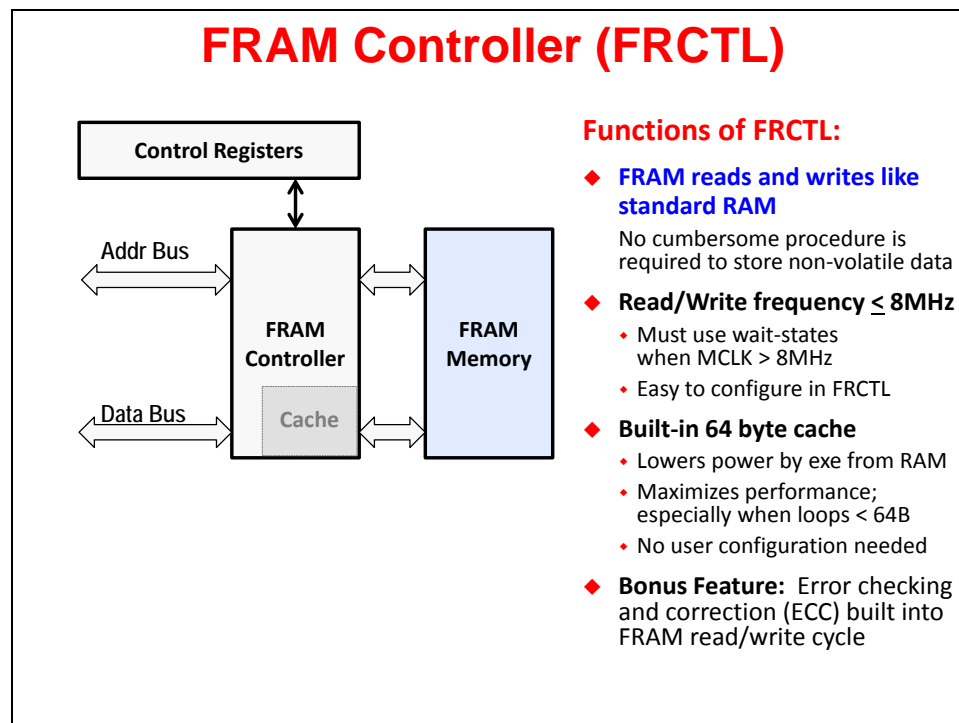 FRAM Controller (FRCTL)
Control Registers
Addr Bus
FRAM
Controller
Cache
Data Bus
FRAM
Memory
Functions of FRCTL:
◆ FRAM reads and writes like
standard RAM
No cumbersome procedure is
required to store non-volatile data
◆ Read/Write frequency < 8MHz
◆ Must use wait-states
when MCLK > 8MHz
◆ Easy to configure in FRCTL
◆ Built-in 64 byte cache
◆ Lowers power by exe from RAM
◆ Maximizes performance;
especially when loops < 64B
◆ No user configuration needed
◆ Bonus Feature: Error checking
and correction (ECC) built into
FRAM read/write cycle